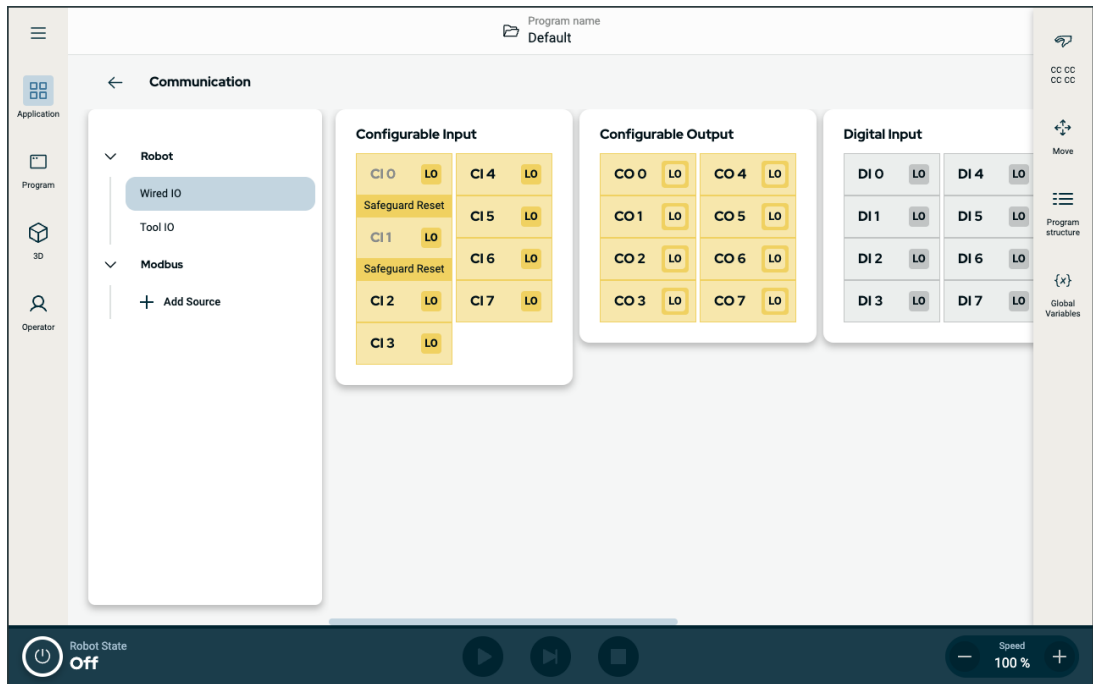 Program name
Default
Application
Program
3D
Operator
Communication
Robot
Wired IO
Tool IO
Modbus
Add Source
Configurable Input
CI 0 LO CI 4 LO
Safeguard Reset
CI 5 LO
CI 1 LO
CI 6 LO
Safeguard Reset
CI 2 LO CI 7 LO
CI 3 LO
Configurable Output
CO 0 LO CO 4 LO
CO 1 LO CO 5 LO
CO 2 LO CO 6 LO
CO 3 LO CO 7 LO
Digital Input
DI 0 LO DI 4 LO
DI 1 LO DI 5 LO
DI 2 LO DI 6 LO
DI 3 LO DI 7 LO
CC CC
CC CC
Move
Program
structure
{x}
Global
Variables
Robot State
Off
Speed
100 %